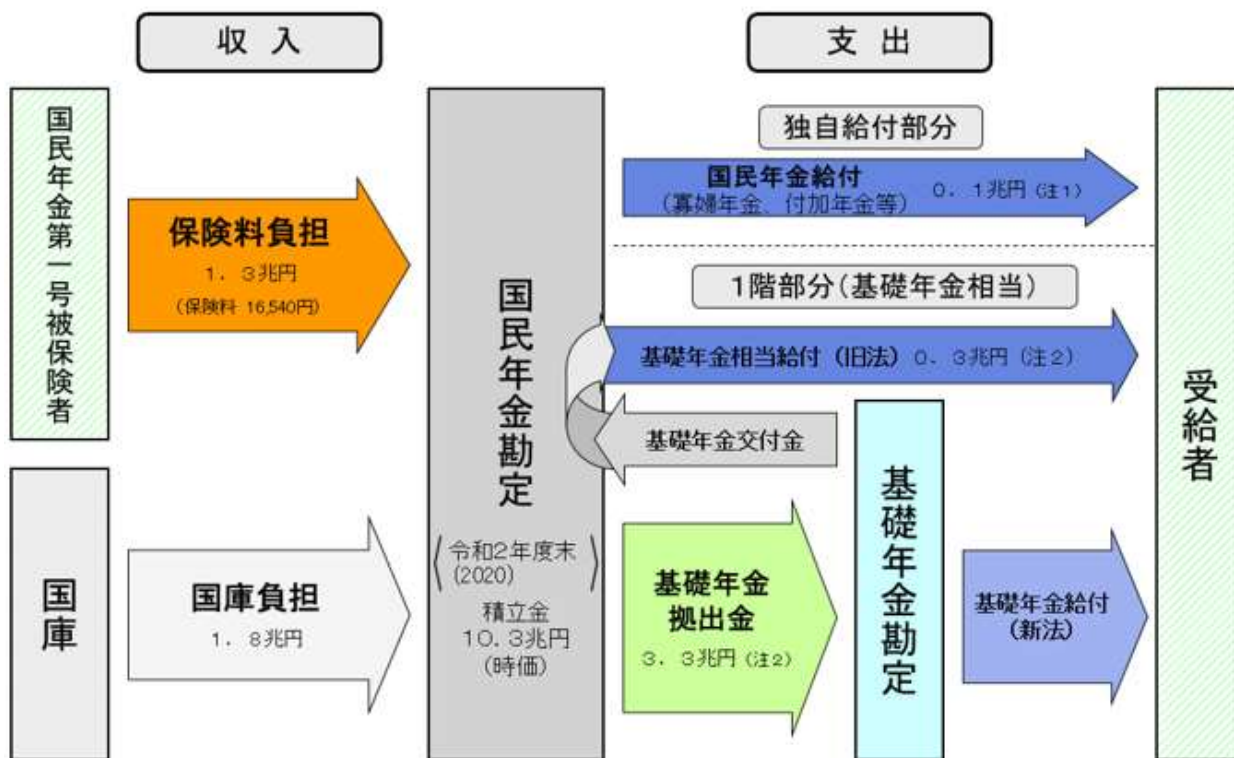 収 入
支 出
国民年金第一号被保険者
保険料負担
１．３兆円
（保険料 16,540円）
国庫
国庫負担
１．８兆円
国民年金勘定
令和２年度末
(2020)
積立金
１０．３兆円
(時価)
独自給付部分
国民年金給付
（寡婦年金、付加年金等）
０．１兆円（注１）
１階部分（基礎年金相当）
基礎年金相当給付（旧法）０．３兆円（注２）
基礎年金交付金
基礎年金
拠出金
３．３兆円（注２）
基礎年金勘定
基礎年金給付
（新法）
受給者